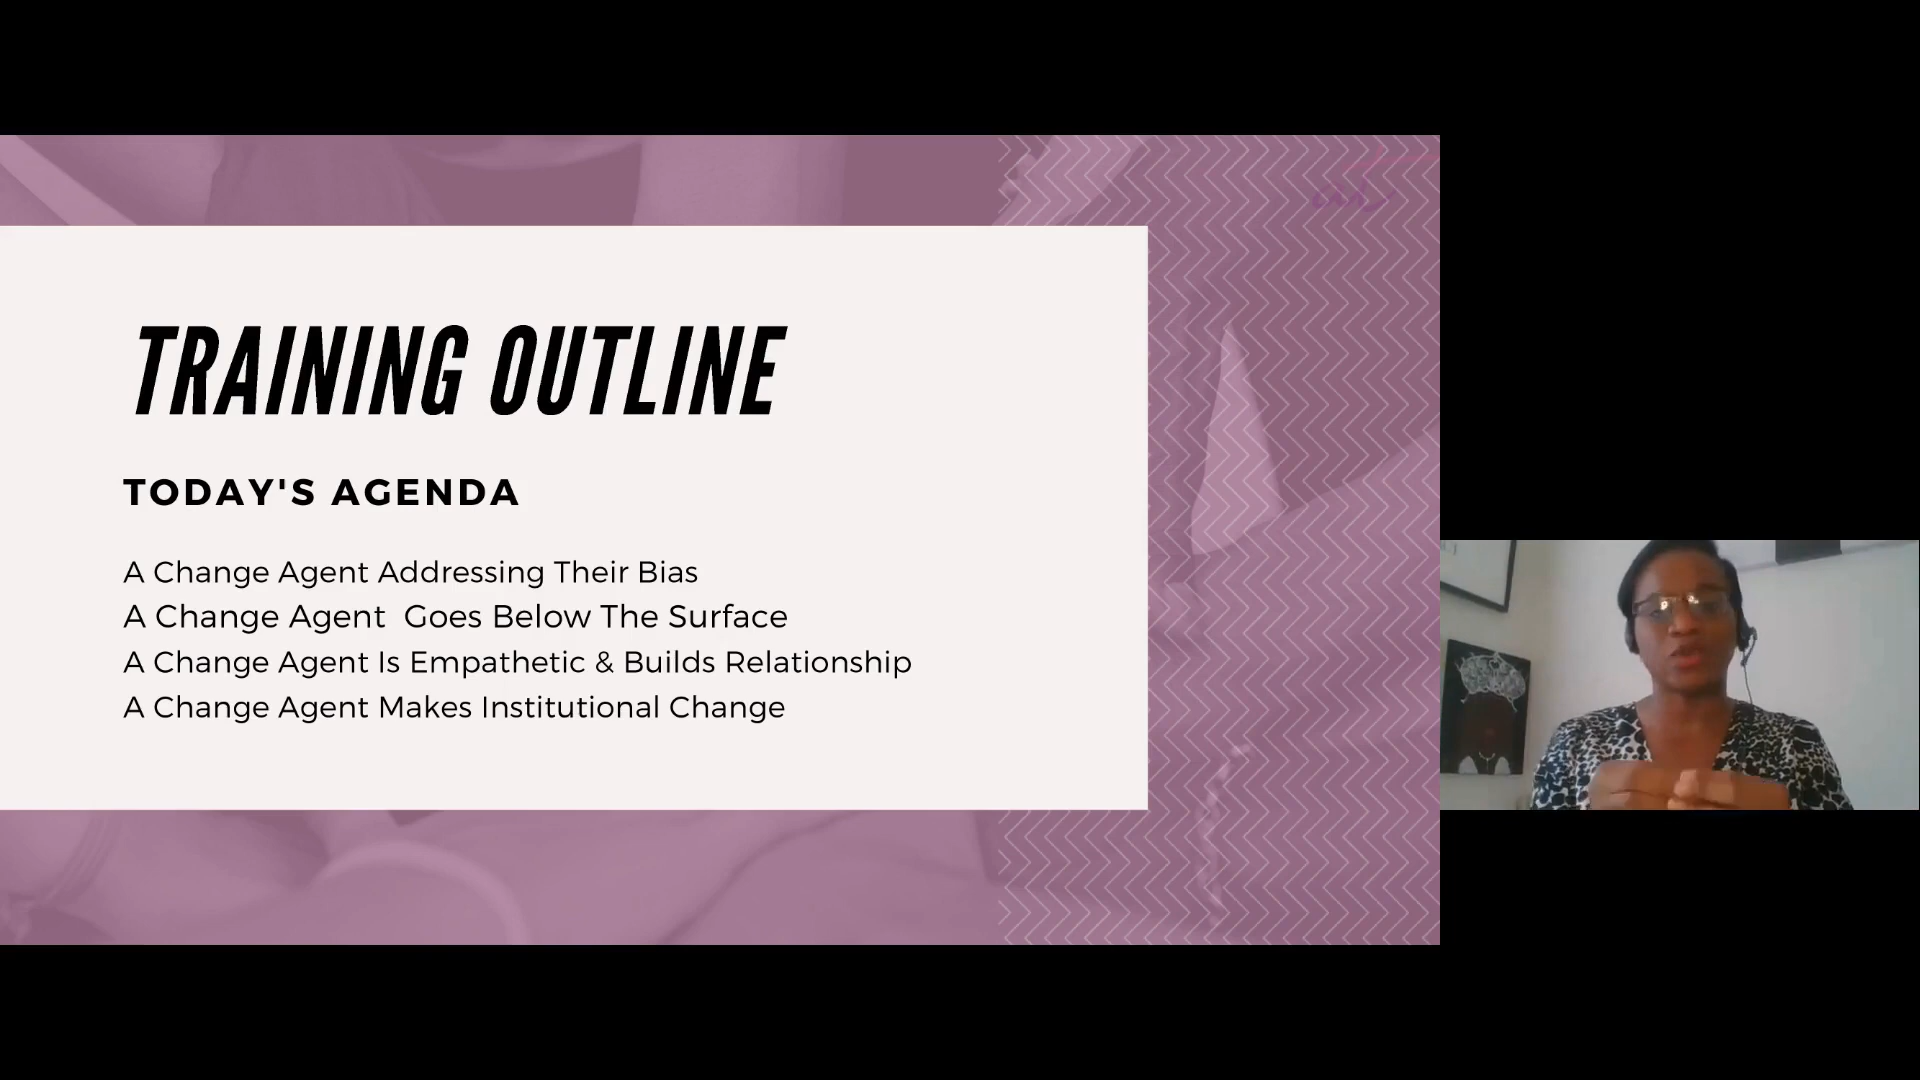 TRAINING OUTLINE
TODAY'S AGENDA
A Change Agent Addressing Their Bias
A Change Agent  Goes Below The Surface
A Change Agent Is Empathetic & Builds Relationship
A Change Agent Makes Institutional Change